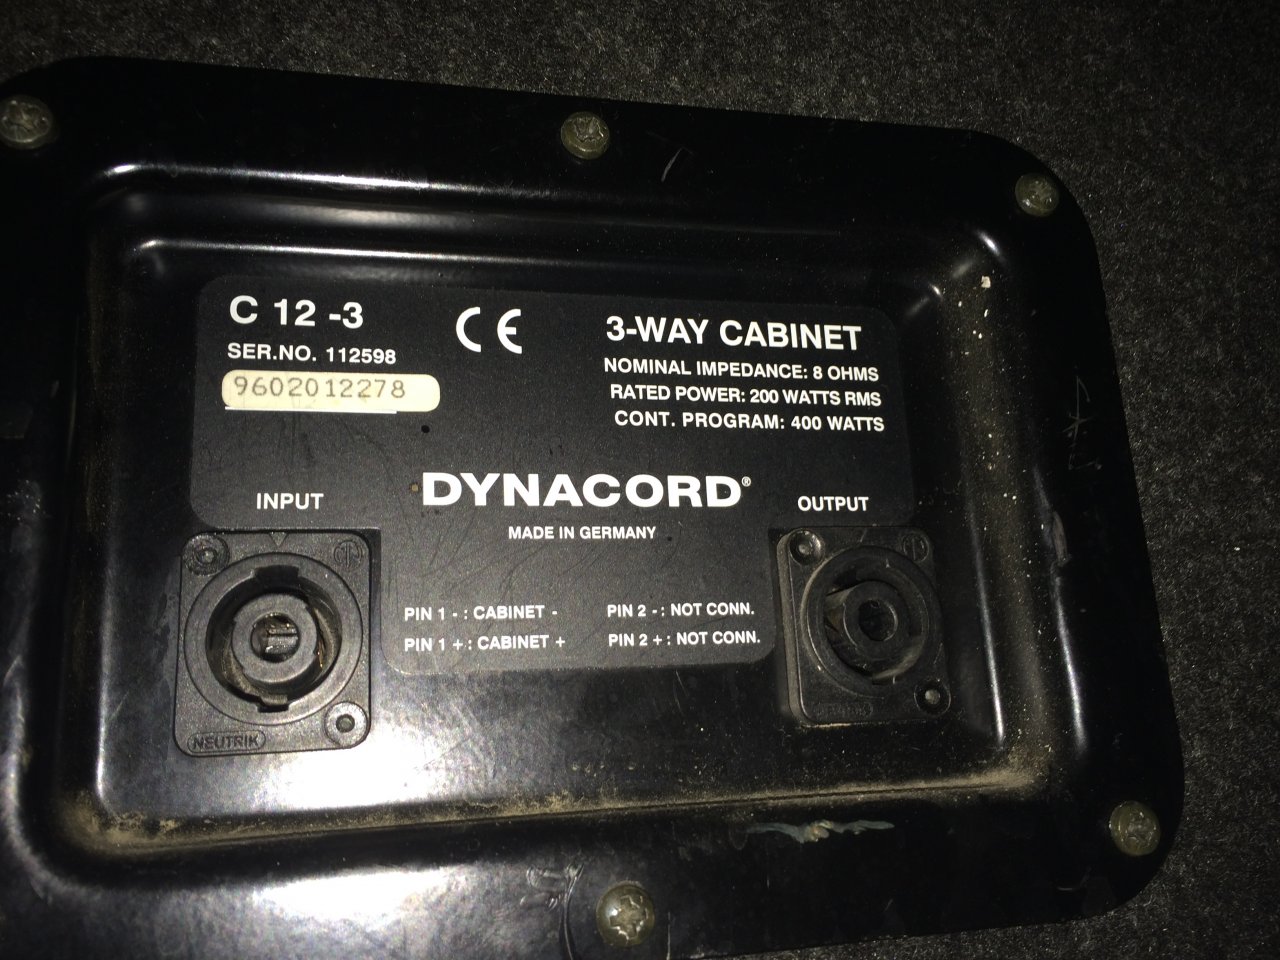 C 12 -3
CE
3-WAY CABINET
SER.NO. 112598
9602012278
NOMINAL IMPEDANCE: 8 OHMS
RATED POWER: 200 WATTS RMS
CONT. PROGRAM: 400 WATTS
DYNACORD®
MADE IN GERMANY
INPUT
OUTPUT
PIN 1 - : CABINET -
PIN 2 - : NOT CONN.
PIN 1 + : CABINET +
PIN 2 + : NOT CONN.
NEUTRIK